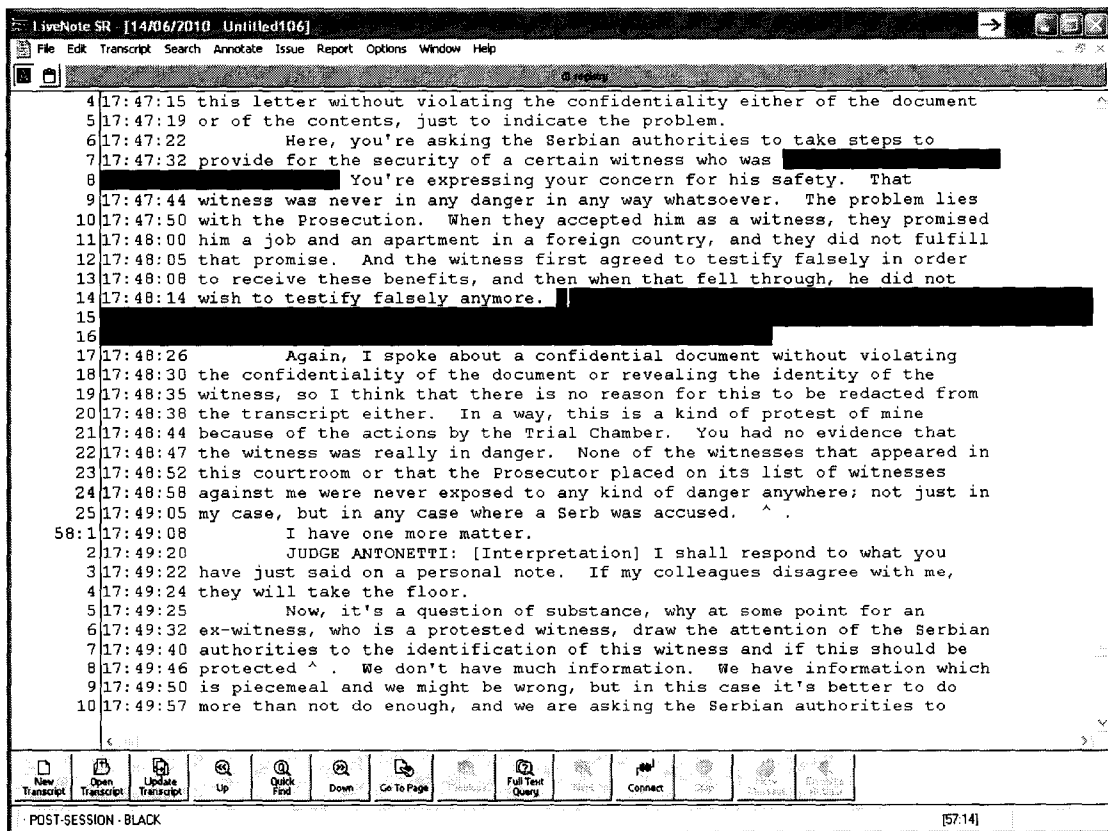 LiveNote SR - [14/06/2010 Untitled106]
File Edit Transcript Search Annotate Issue Report Options Window Help
registry
4 17:47:15 this letter without violating the confidentiality either of the document
5 17:47:19 or of the contents, just to indicate the problem.
6 17:47:22 Here, you're asking the Serbian authorities to take steps to
7 17:47:32 provide for the security of a certain witness who was
8 You're expressing your concern for his safety. That
9 17:47:44 witness was never in any danger in any way whatsoever. The problem lies
10 17:47:50 with the Prosecution. When they accepted him as a witness, they promised
11 17:48:00 him a job and an apartment in a foreign country, and they did not fulfill
12 17:48:05 that promise. And the witness first agreed to testify falsely in order
13 17:48:08 to receive these benefits, and then when that fell through, he did not
14 17:48:14 wish to testify falsely anymore.
15
16
17 17:48:26 Again, I spoke about a confidential document without violating
18 17:48:30 the confidentiality of the document or revealing the identity of the
19 17:48:35 witness, so I think that there is no reason for this to be redacted from
20 17:48:38 the transcript either. In a way, this is a kind of protest of mine
21 17:48:44 because of the actions by the Trial Chamber. You had no evidence that
22 17:48:47 the witness was really in danger. None of the witnesses that appeared in
23 17:48:52 this courtroom or that the Prosecutor placed on its list of witnesses
24 17:48:58 against me were never exposed to any kind of danger anywhere; not just in
25 17:49:05 my case, but in any case where a Serb was accused. ^ .
58:1 17:49:08 I have one more matter.
2 17:49:20 JUDGE ANTONETTI: [Interpretation] I shall respond to what you
3 17:49:22 have just said on a personal note. If my colleagues disagree with me,
4 17:49:24 they will take the floor.
5 17:49:25 Now, it's a question of substance, why at some point for an
6 17:49:32 ex-witness, who is a protested witness, draw the attention of the Serbian
7 17:49:40 authorities to the identification of this witness and if this should be
8 17:49:46 protected ^ . We don't have much information. We have information which
9 17:49:50 is piecemeal and we might be wrong, but in this case it's better to do
10 17:49:57 more than not do enough, and we are asking the Serbian authorities to
New Transcript Open Transcript Update Transcript Up Quick Find Down Go To Page Full Text Query Connect
POST-SESSION - BLACK [57:14]